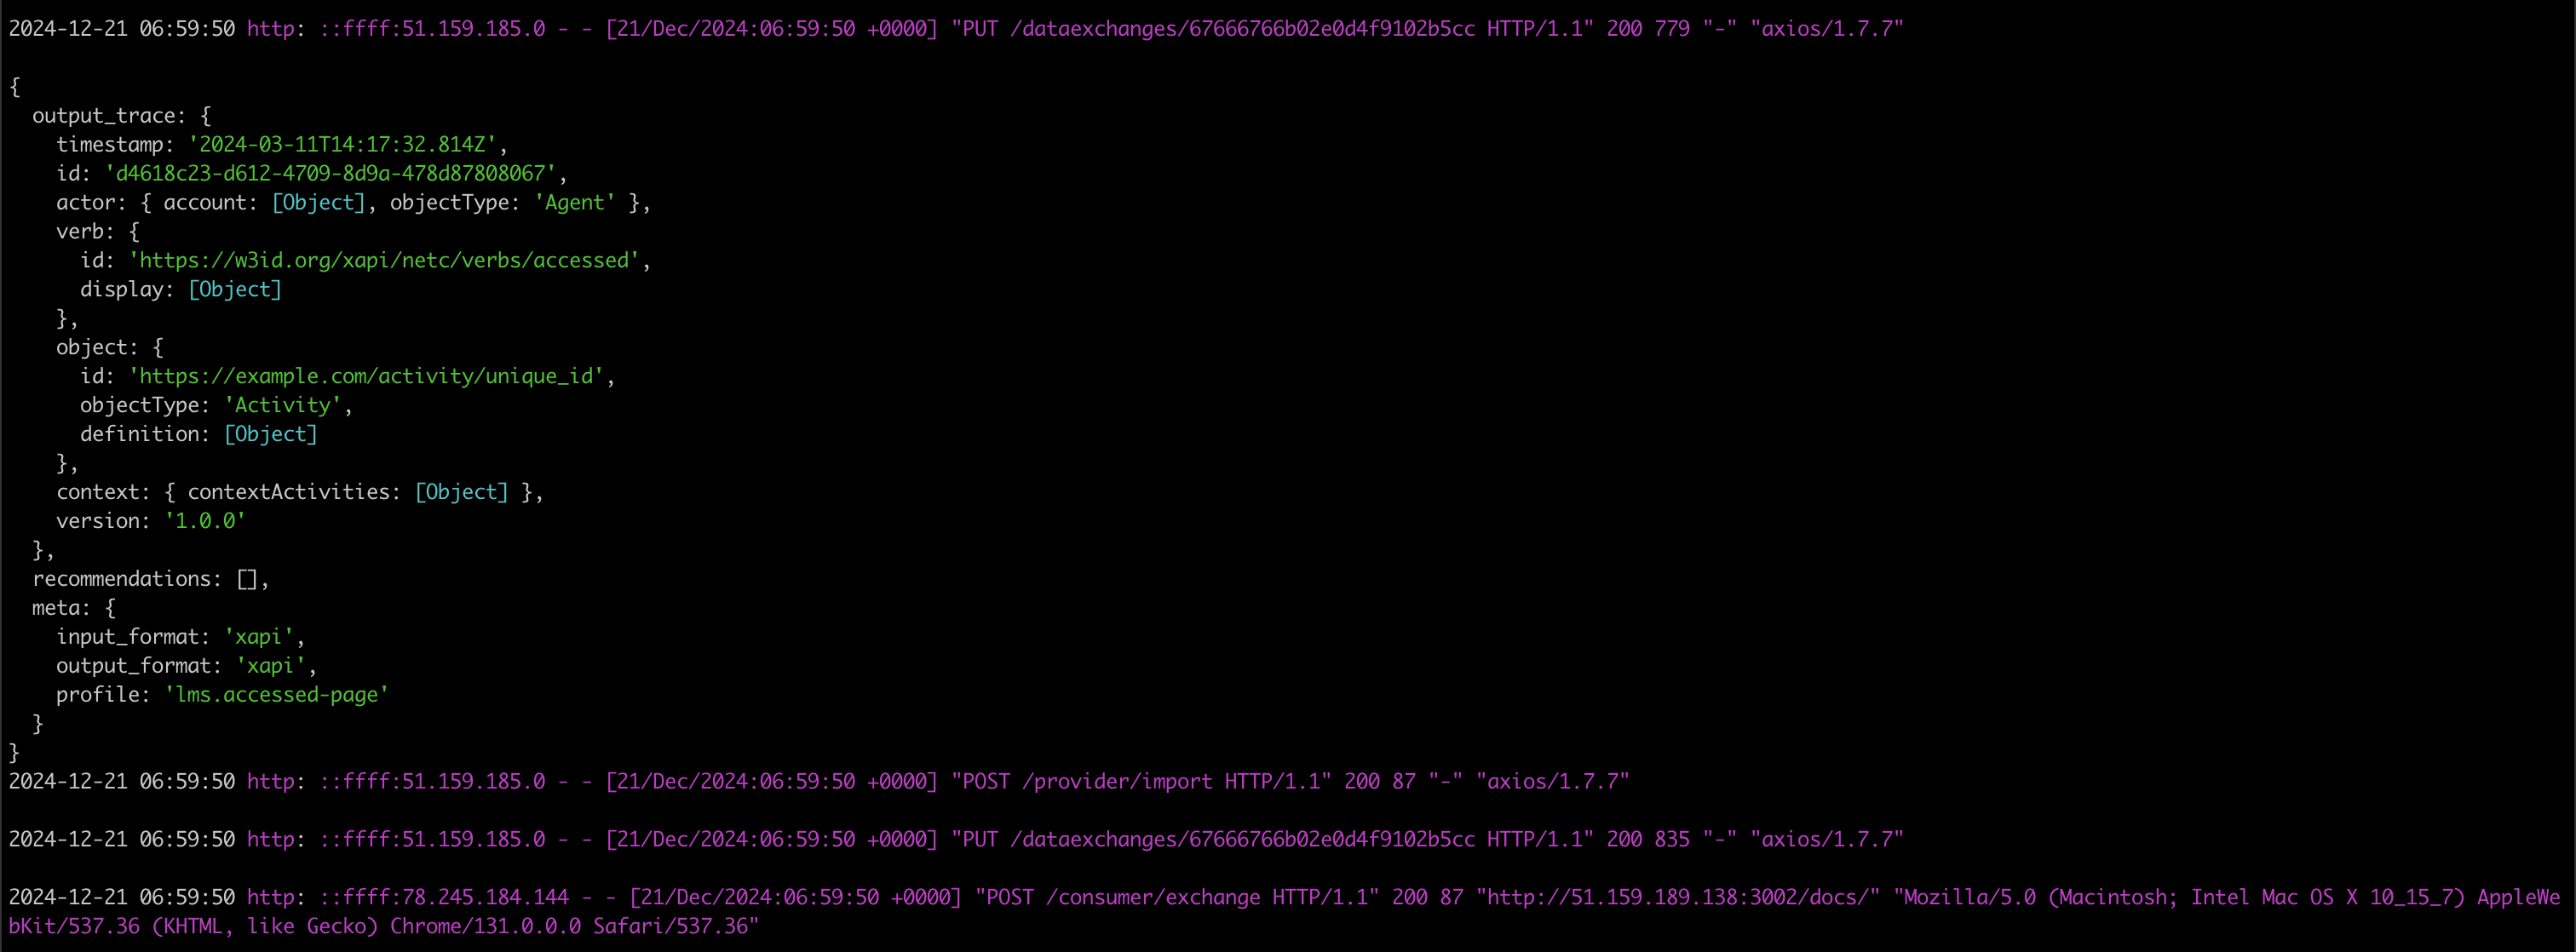 2024-12-21 06:59:50 http: ::ffff:51.159.185.0 - - [21/Dec/2024:06:59:50 +0000] "PUT /dataexchanges/67666766b02e0d4f9102b5cc HTTP/1.1" 200 779 "-" "axios/1.7.7"
{
  output_trace: {
    timestamp: '2024-03-11T14:17:32.814Z',
    id: 'd4618c23-d612-4709-8d9a-478d87808067',
    actor: { account: [Object], objectType: 'Agent' },
    verb: {
      id: 'https://w3id.org/xapi/netc/verbs/accessed',
      display: [Object]
    },
    object: {
      id: 'https://example.com/activity/unique_id',
      objectType: 'Activity',
      definition: [Object]
    },
    context: { contextActivities: [Object] },
    version: '1.0.0'
  },
  recommendations: [],
  meta: {
    input_format: 'xapi',
    output_format: 'xapi',
    profile: 'lms.accessed-page'
  }
}
2024-12-21 06:59:50 http: ::ffff:51.159.185.0 - - [21/Dec/2024:06:59:50 +0000] "POST /provider/import HTTP/1.1" 200 87 "-" "axios/1.7.7"
2024-12-21 06:59:50 http: ::ffff:51.159.185.0 - - [21/Dec/2024:06:59:50 +0000] "PUT /dataexchanges/67666766b02e0d4f9102b5cc HTTP/1.1" 200 835 "-" "axios/1.7.7"
2024-12-21 06:59:50 http: ::ffff:78.245.184.144 - - [21/Dec/2024:06:59:50 +0000] "POST /consumer/exchange HTTP/1.1" 200 87 "http://51.159.189.138:3002/docs/" "Mozilla/5.0 (Macintosh; Intel Mac OS X 10_15_7) AppleWe
bKit/537.36 (KHTML, like Gecko) Chrome/131.0.0.0 Safari/537.36"